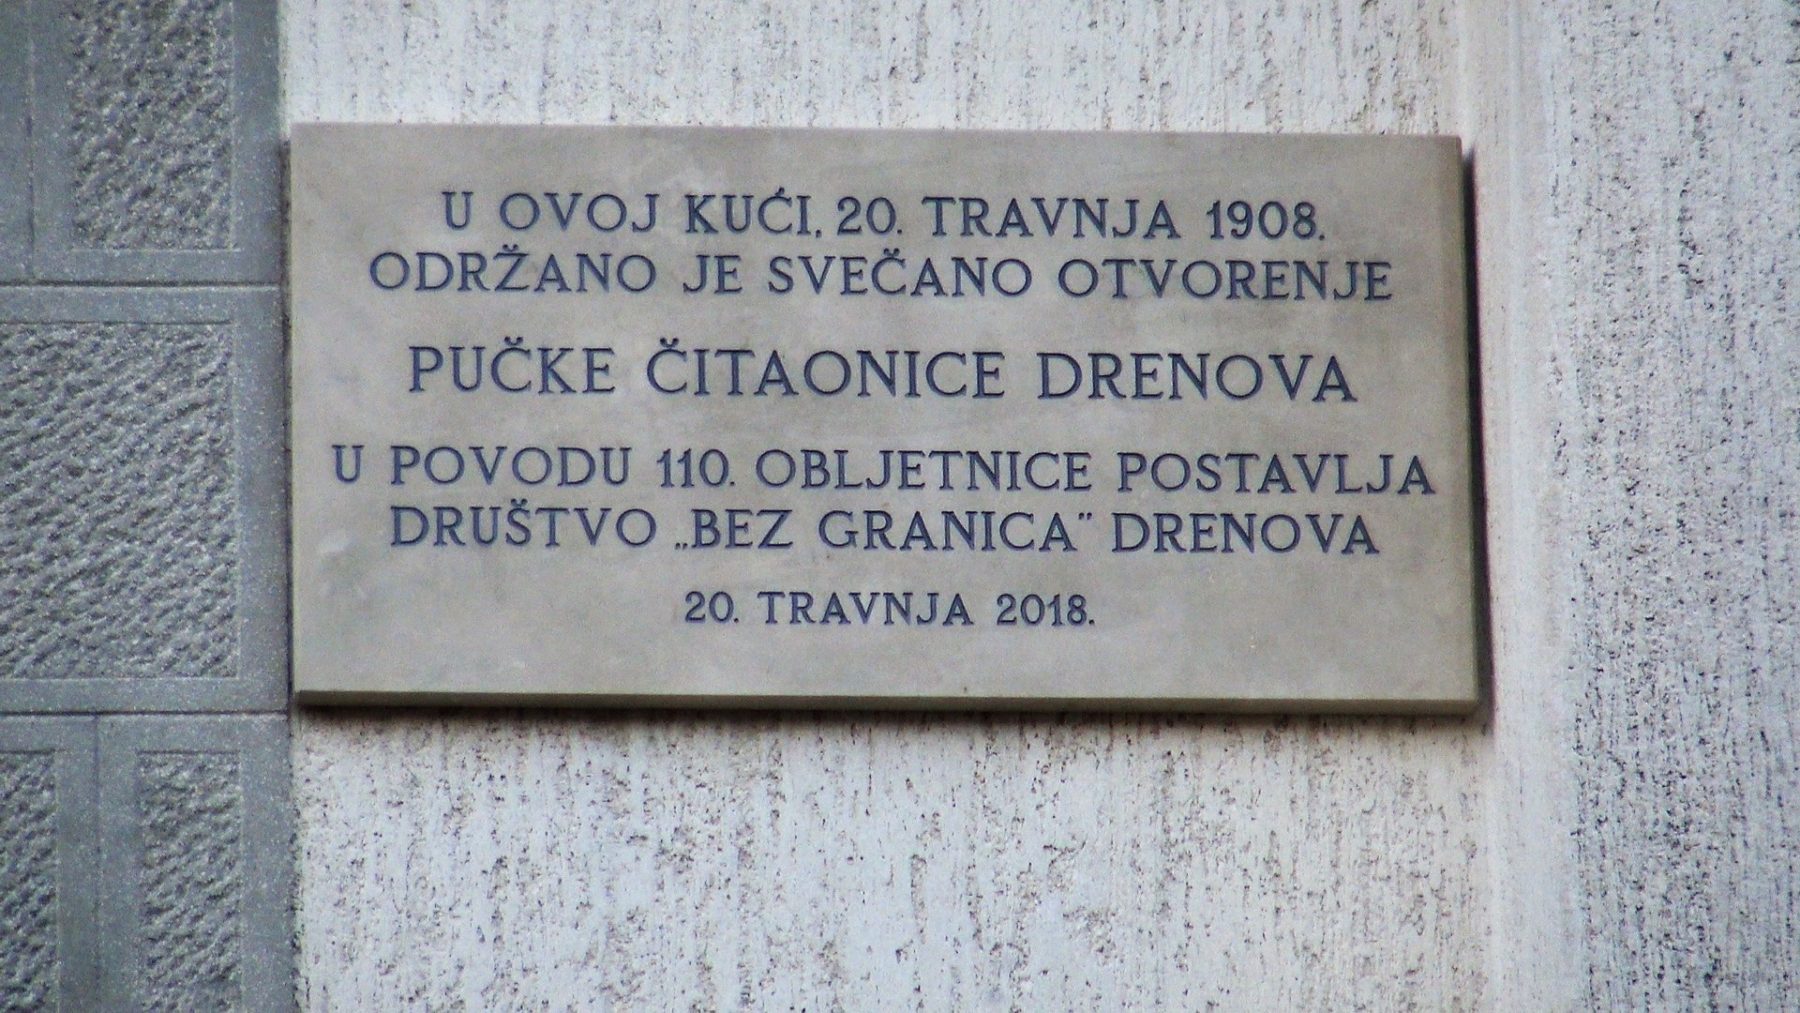 U OVOJ KUĆI, 20. TRAVNJA 1908.
ODRŽANO JE SVEČANO OTVORENJE
PUČKE ČITAONICE DRENOVA
U POVODU 110. OBLJETNICE POSTAVLJA
DRUŠTVO „BEZ GRANICA” DRENOVA
20. TRAVNJA 2018.